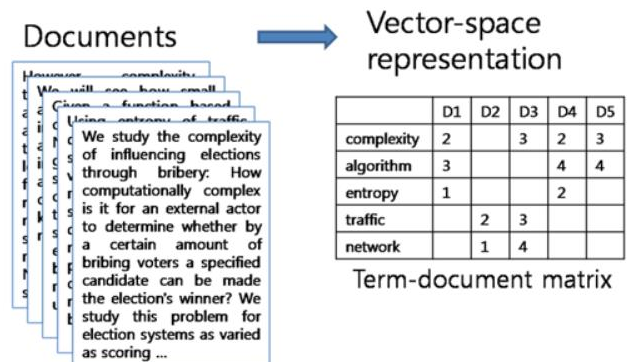 Documents
Vector-space
representation
However complexity
We will see how small
Given a function based
Using entropy of traffic
We study the complexity
of influencing elections
through bribery: How
computationally complex
is it for an external actor
to determine whether by
a certain amount of
bribing voters a specified
candidate can be made
the election's winner? We
study this problem for
election systems as varied
as scoring ...
D1 D2 D3 D4 D5
complexity 2 3 2 3
algorithm 3 4 4
entropy 1 2
traffic 2 3
network 1 4
Term-document matrix